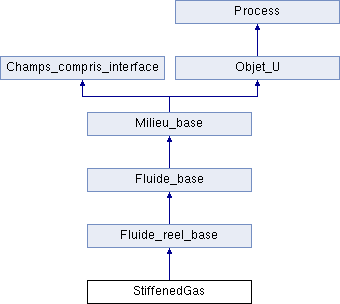 Process
Champs_compris_interface
Objet_U
Milieu_base
Fluide_base
Fluide_reel_base
StiffenedGas